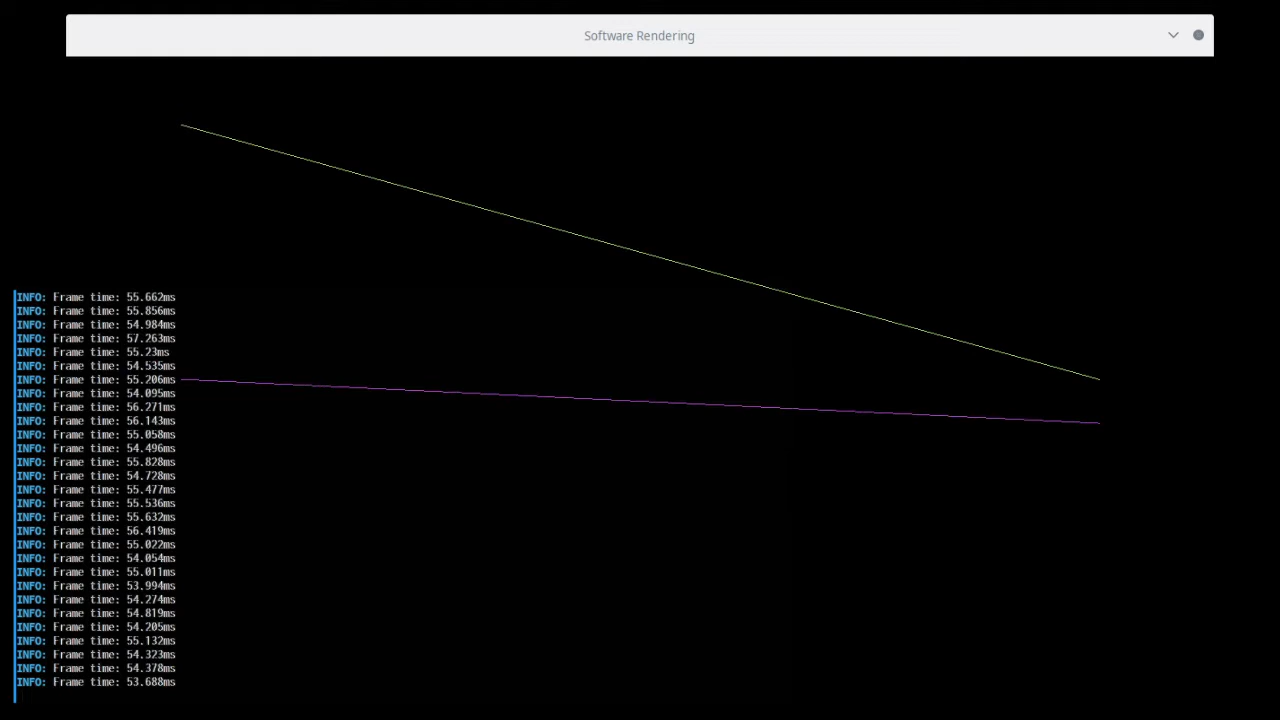 Software Rendering
INFO: Frame time: 55.662ms
INFO: Frame time: 55.856ms
INFO: Frame time: 54.984ms
INFO: Frame time: 57.263ms
INFO: Frame time: 55.23ms
INFO: Frame time: 54.535ms
INFO: Frame time: 55.206ms
INFO: Frame time: 54.095ms
INFO: Frame time: 56.271ms
INFO: Frame time: 56.143ms
INFO: Frame time: 55.058ms
INFO: Frame time: 54.496ms
INFO: Frame time: 55.828ms
INFO: Frame time: 54.728ms
INFO: Frame time: 55.477ms
INFO: Frame time: 55.536ms
INFO: Frame time: 55.632ms
INFO: Frame time: 56.419ms
INFO: Frame time: 55.022ms
INFO: Frame time: 54.054ms
INFO: Frame time: 55.011ms
INFO: Frame time: 53.994ms
INFO: Frame time: 54.274ms
INFO: Frame time: 54.819ms
INFO: Frame time: 54.205ms
INFO: Frame time: 55.132ms
INFO: Frame time: 54.323ms
INFO: Frame time: 54.378ms
INFO: Frame time: 53.688ms